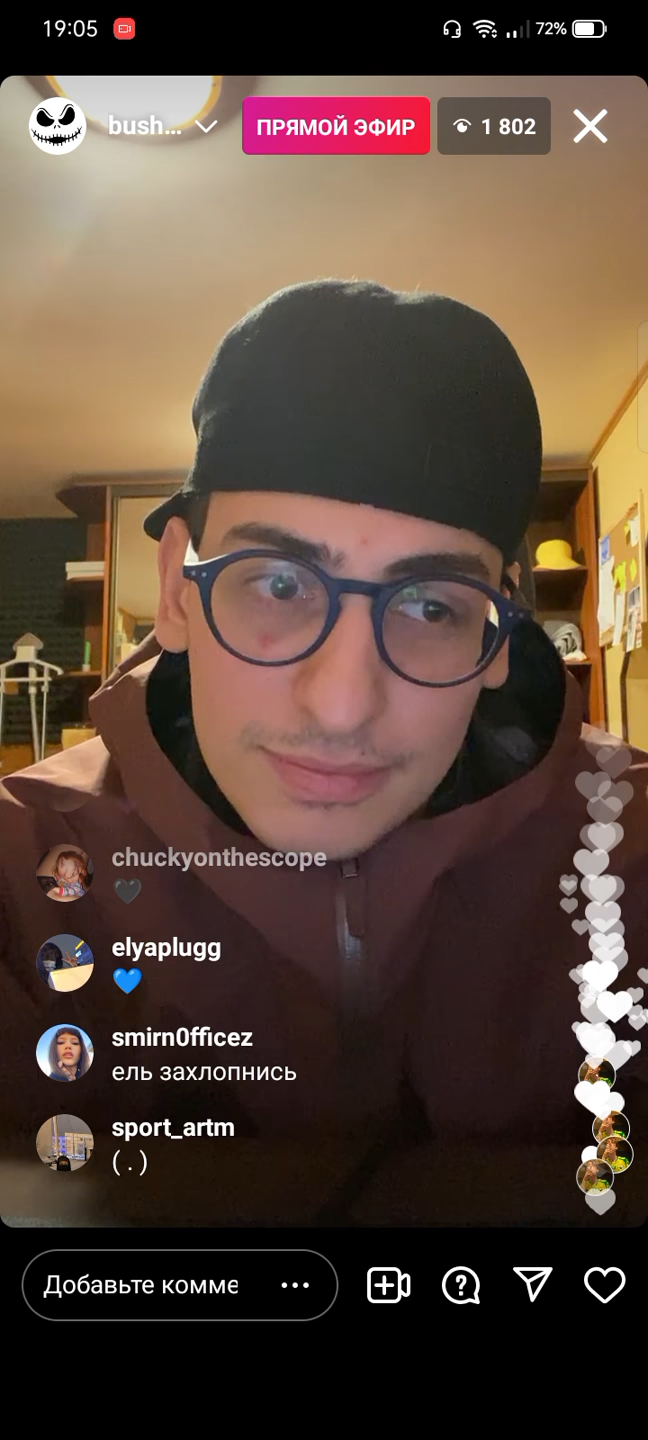 19:05
72%
bush...
ПРЯМОЙ ЭФИР
1 802
chuckyonthescope
🖤
elyaplugg
💙
smirn0fficez
ель захлопнись
sport_artm
( . )
Добавьте комме